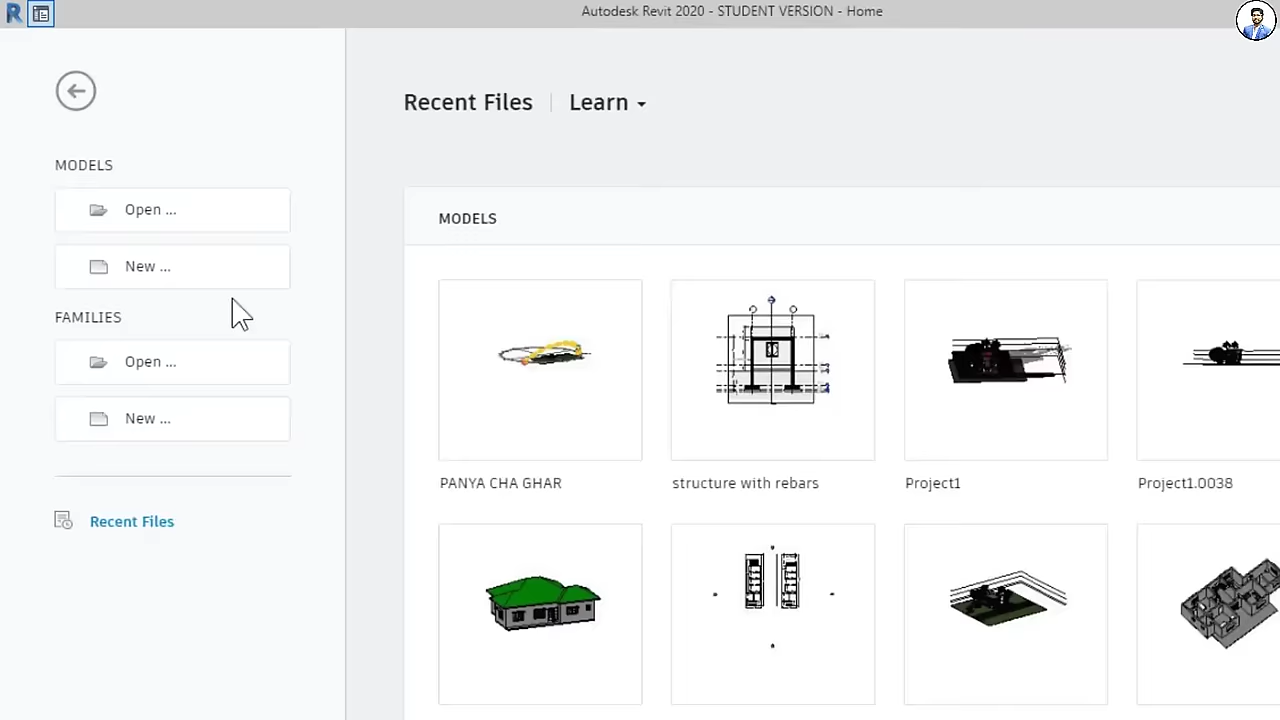 Autodesk Revit 2020 - STUDENT VERSION - Home
Recent Files
Learn
MODELS
Open ...
New ...
FAMILIES
Open ...
New ...
Recent Files
MODELS
PANYA CHA GHAR
structure with rebars
Project1
Project1.0038